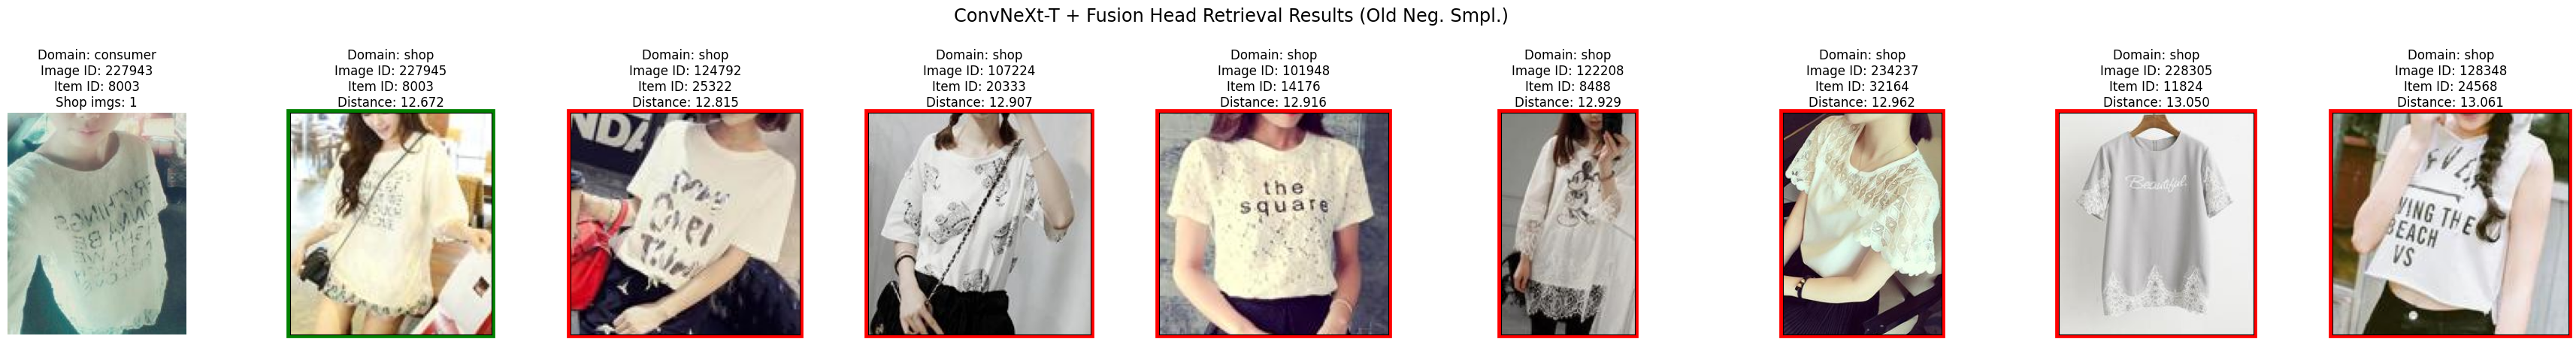 ConvNeXt-T + Fusion Head Retrieval Results (Old Neg. Smpl.)
Domain: consumer
Image ID: 227943
Item ID: 8003
Shop imgs: 1
Domain: shop
Image ID: 227945
Item ID: 8003
Distance: 12.672
Domain: shop
Image ID: 124792
Item ID: 25322
Distance: 12.815
Domain: shop
Image ID: 107224
Item ID: 20333
Distance: 12.907
Domain: shop
Image ID: 101948
Item ID: 14176
Distance: 12.916
Domain: shop
Image ID: 122208
Item ID: 8488
Distance: 12.929
Domain: shop
Image ID: 234237
Item ID: 32164
Distance: 12.962
Domain: shop
Image ID: 228305
Item ID: 11824
Distance: 13.050
Domain: shop
Image ID: 128348
Item ID: 24568
Distance: 13.061
the
square
Beautiful.
VING THE
BEACH
VS